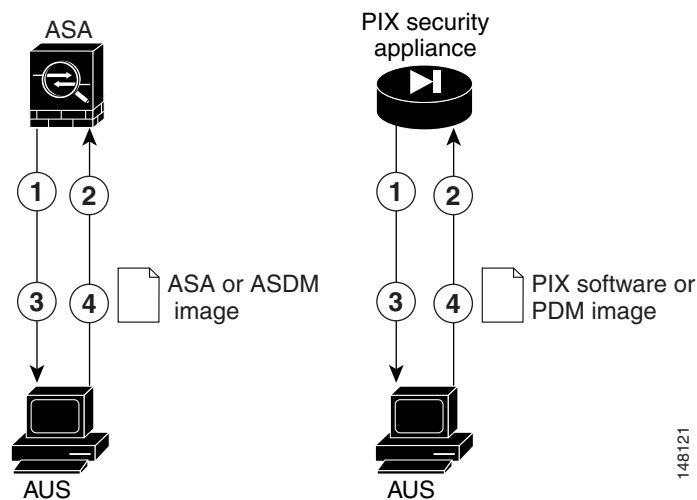 ASA
1
2
3
4
ASA or ASDM
image
AUS
PIX security
appliance
1
2
3
4
PIX software or
PDM image
AUS
148121